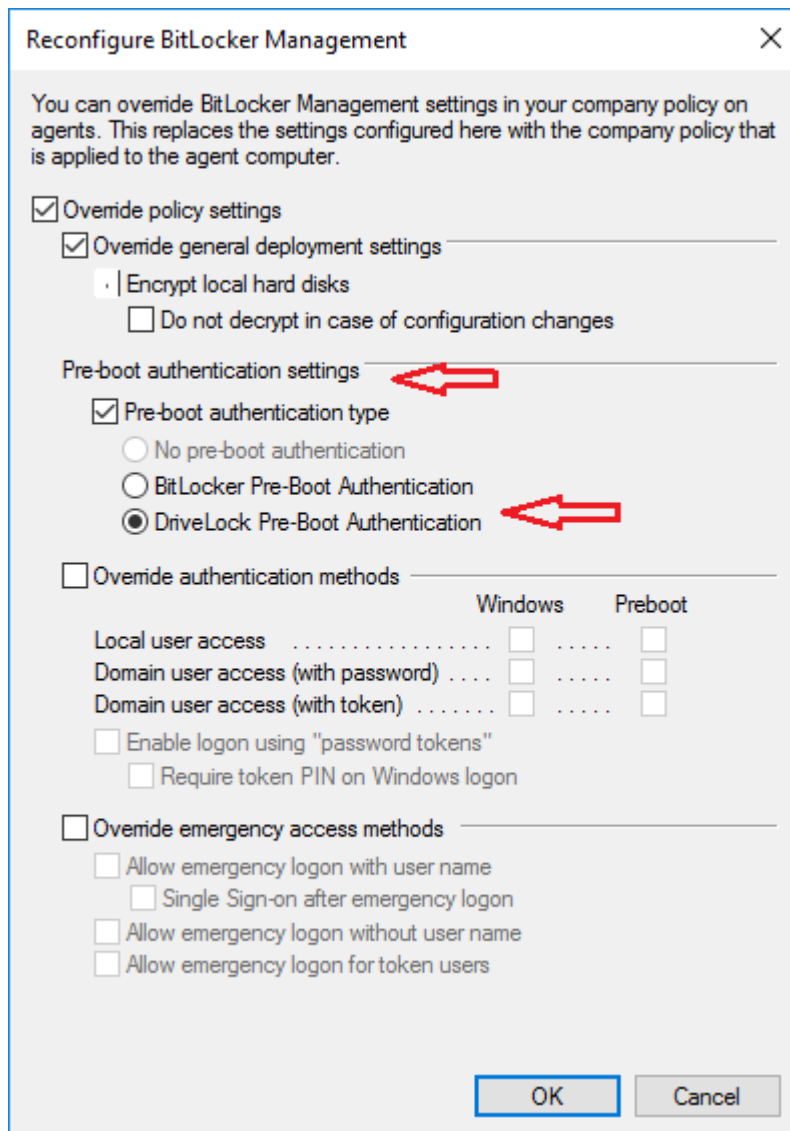 Reconfigure BitLocker Management
You can override BitLocker Management settings in your company policy on
agents. This replaces the settings configured here with the company policy that
is applied to the agent computer.
Override policy settings
Override general deployment settings
Encrypt local hard disks
Do not decrypt in case of configuration changes
Pre-boot authentication settings
Pre-boot authentication type
No pre-boot authentication
BitLocker Pre-Boot Authentication
DriveLock Pre-Boot Authentication
Override authentication methods
Windows Preboot
Local user access . . . . . . . . . . . . . . . . . . . . . .
Domain user access (with password) . . . . . . . . .
Domain user access (with token) . . . . . . . . . . . .
Enable logon using "password tokens"
Require token PIN on Windows logon
Override emergency access methods
Allow emergency logon with user name
Single Sign-on after emergency logon
Allow emergency logon without user name
Allow emergency logon for token users
OK Cancel